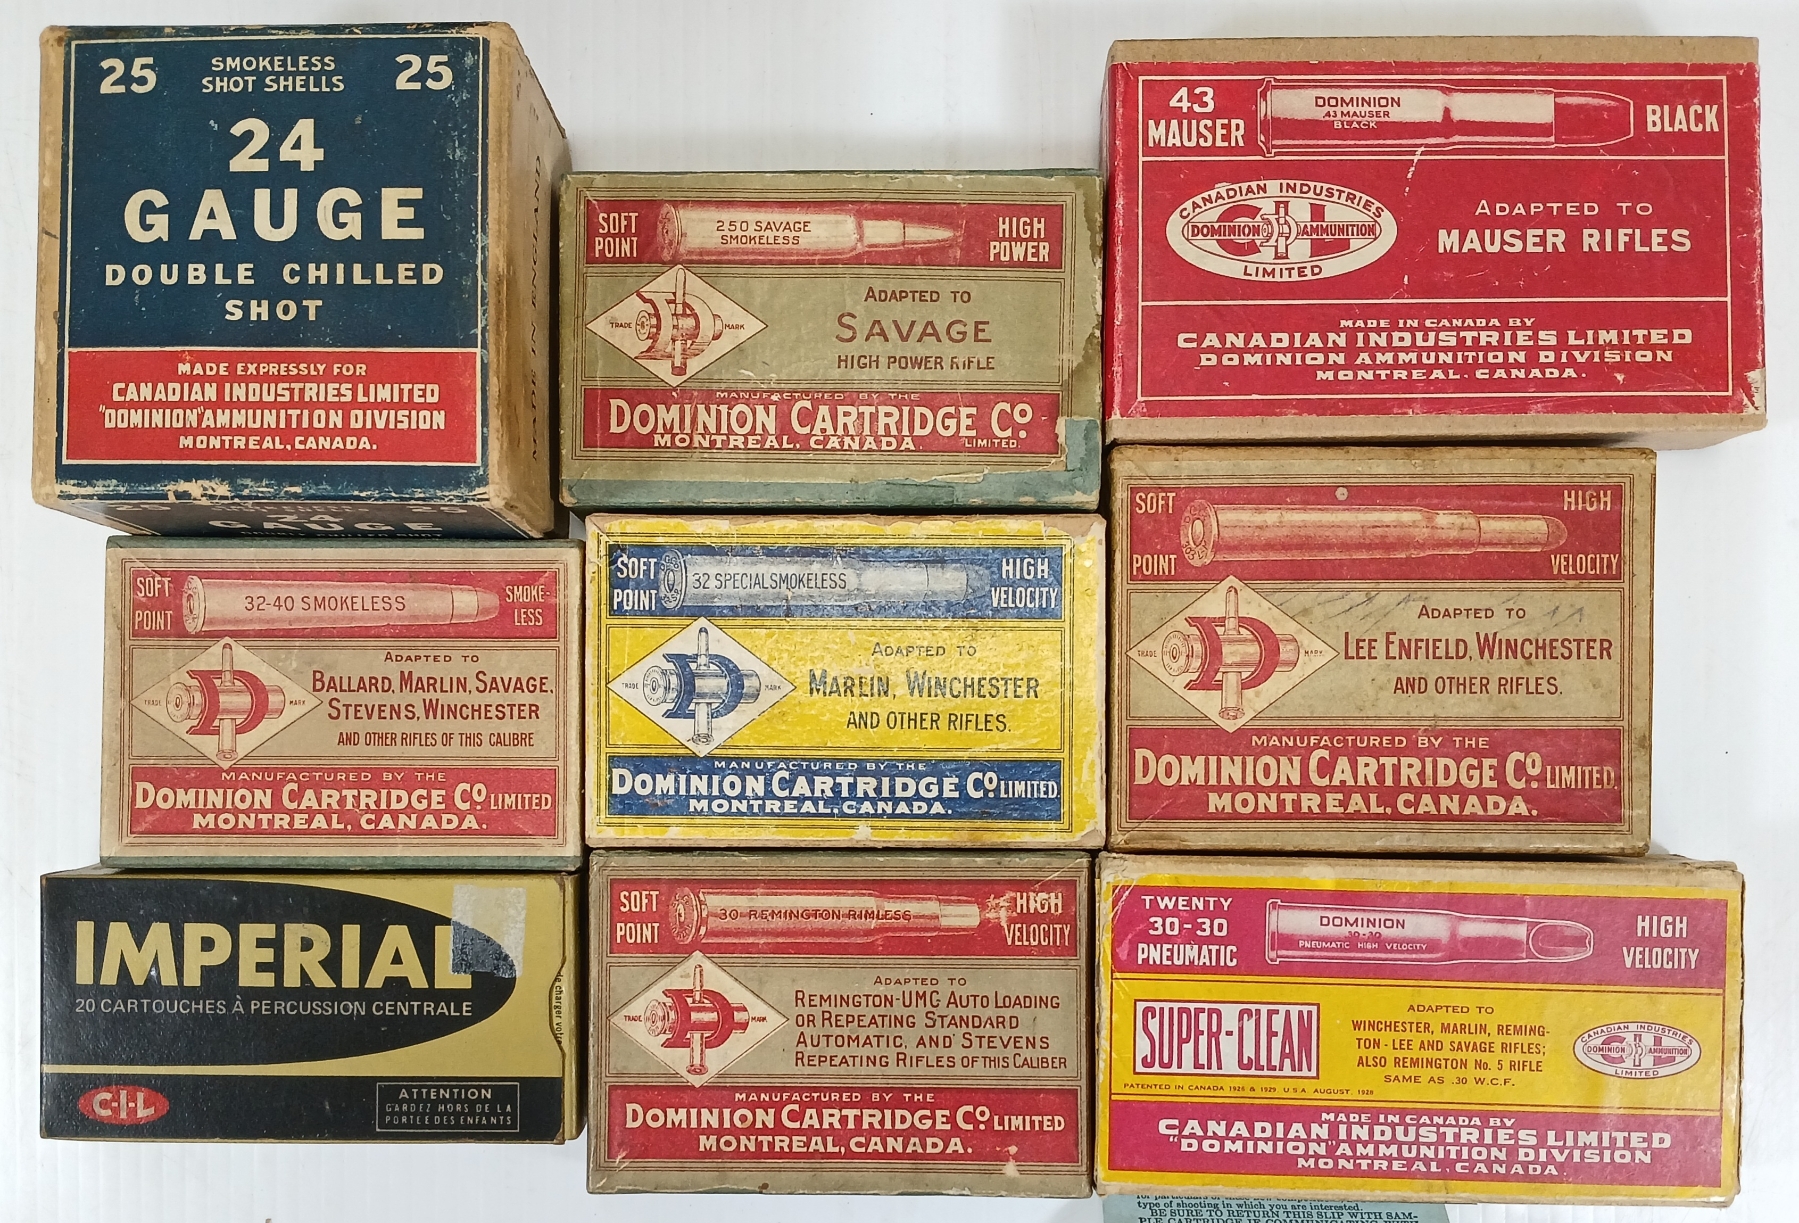 25 SMOKELESS SHOT SHELLS 25
24
GAUGE
DOUBLE CHILLED
SHOT
MADE EXPRESSLY FOR
CANADIAN INDUSTRIES LIMITED
"DOMINION" AMMUNITION DIVISION
MONTREAL, CANADA.
25 25
24
GAUGE
MADE IN ENGLAND
SOFT POINT
250 SAVAGE
SMOKELESS
HIGH POWER
TRADE MARK
ADAPTED TO
SAVAGE
HIGH POWER RIFLE
MANUFACTURED BY THE
DOMINION CARTRIDGE CO.
MONTREAL, CANADA. LIMITED.
43
MAUSER
DOMINION
.43 MAUSER
BLACK
BLACK
CANADIAN INDUSTRIES
CIL
DOMINION AMMUNITION
LIMITED
ADAPTED TO
MAUSER RIFLES
MADE IN CANADA BY
CANADIAN INDUSTRIES LIMITED
DOMINION AMMUNITION DIVISION
MONTREAL. CANADA.
SOFT POINT
32-40 SMOKELESS
SMOKE-
LESS
TRADE MARK
ADAPTED TO
BALLARD, MARLIN, SAVAGE,
STEVENS, WINCHESTER
AND OTHER RIFLES OF THIS CALIBRE
MANUFACTURED BY THE
DOMINION CARTRIDGE CO. LIMITED
MONTREAL, CANADA.
SOFT POINT
32 SPECIAL SMOKELESS
HIGH VELOCITY
TRADE MARK
ADAPTED TO
MARLIN, WINCHESTER
AND OTHER RIFLES.
MANUFACTURED BY THE
DOMINION CARTRIDGE CO. LIMITED.
MONTREAL, CANADA.
SOFT POINT
HIGH VELOCITY
TRADE MARK
ADAPTED TO
LEE ENFIELD, WINCHESTER
AND OTHER RIFLES.
MANUFACTURED BY THE
DOMINION CARTRIDGE CO. LIMITED.
MONTREAL, CANADA.
IMPERIAL
20 CARTOUCHES À PERCUSSION CENTRALE
C-I-L
ATTENTION
GARDEZ HORS DE LA
PORTEE DES ENFANTS
SOFT POINT
30 REMINGTON RIMLESS
HIGH VELOCITY
TRADE MARK
ADAPTED TO
REMINGTON-UMC AUTO LOADING
OR REPEATING STANDARD
AUTOMATIC, AND STEVENS
REPEATING RIFLES OF THIS CALIBER
MANUFACTURED BY THE
DOMINION CARTRIDGE CO. LIMITED
MONTREAL, CANADA.
TWENTY
30-30
PNEUMATIC
DOMINION
30-30
PNEUMATIC HIGH VELOCITY
HIGH VELOCITY
SUPER-CLEAN
ADAPTED TO
WINCHESTER, MARLIN, REMING-
TON - LEE AND SAVAGE RIFLES;
ALSO REMINGTON No. 5 RIFLE
SAME AS .30 W.C.F.
PATENTED IN CANADA 1926 & 1929. U.S.A. AUGUST, 1928
CANADIAN INDUSTRIES
CIL
DOMINION AMMUNITION
LIMITED
MADE IN CANADA BY
CANADIAN INDUSTRIES LIMITED
"DOMINION" AMMUNITION DIVISION
MONTREAL, CANADA.
type of shooting in which you are interested.
BE SURE TO RETURN THIS SLIP WITH SAM-